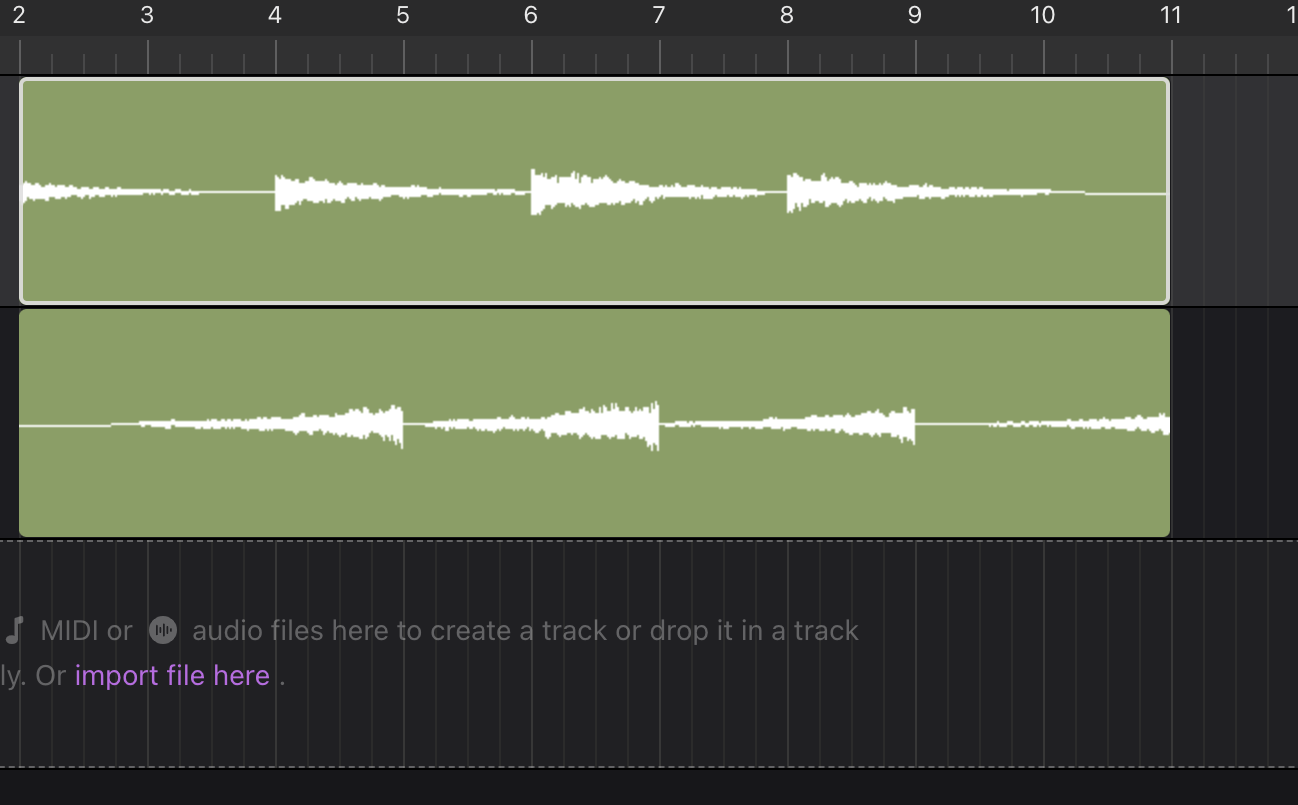 2 3 4 5 6 7 8 9 10 11
MIDI or audio files here to create a track or drop it in a track
ly. Or import file here .